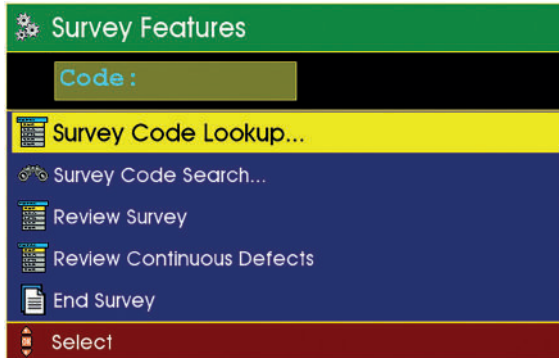 Survey Features
Code:
Survey Code Lookup...
Survey Code Search...
Review Survey
Review Continuous Defects
End Survey
Select